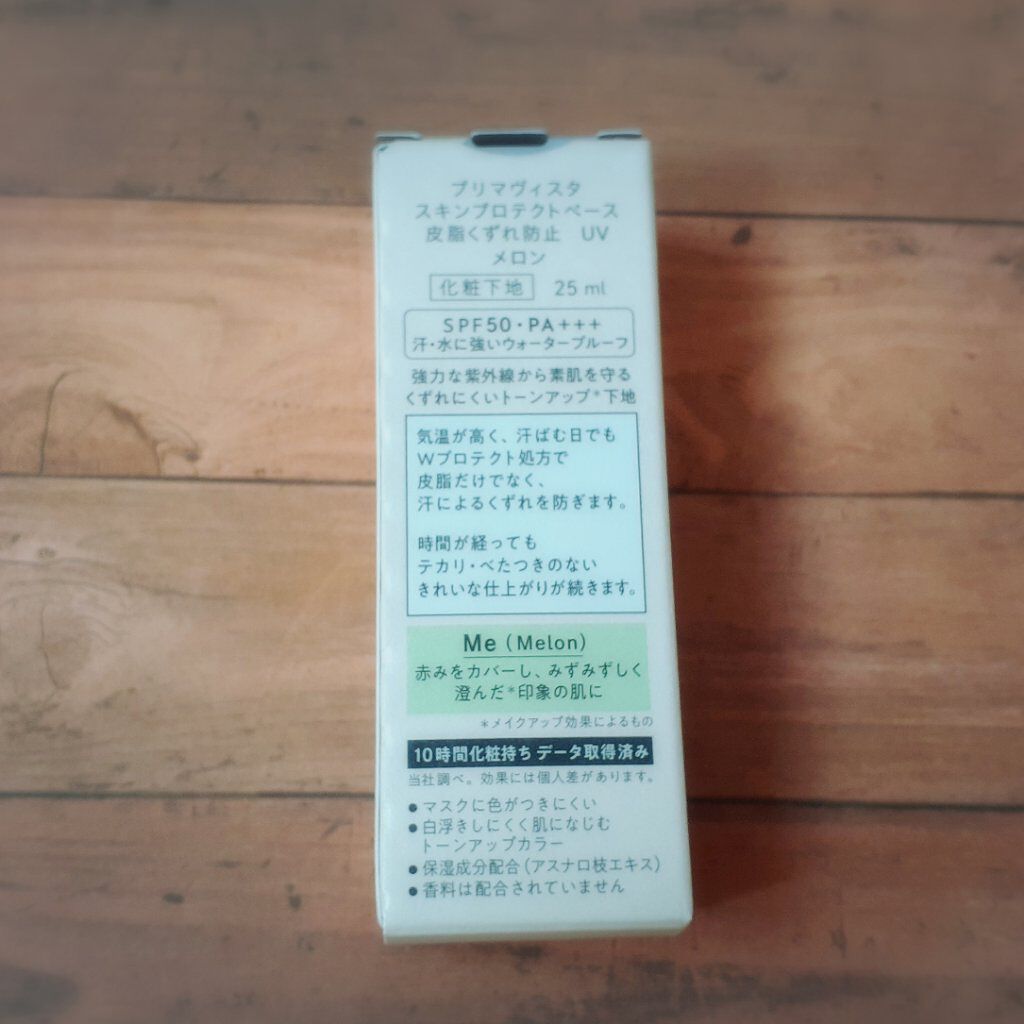 プリマヴィスタ
スキンプロテクトベース
皮脂くずれ防止 UV
メロン
化粧下地 25 ml
SPF50・PA+++
汗・水に強いウォータープルーフ
強力な紫外線から素肌を守る
くずれにくいトーンアップ*下地
気温が高く、汗ばむ日でも
Wプロテクト処方で
皮脂だけでなく、
汗によるくずれを防ぎます。
時間が経っても
テカリ・べたつきのない
きれいな仕上がりが続きます。
Me (Melon)
赤みをカバーし、みずみずしく
澄んだ*印象の肌に
*メイクアップ効果によるもの
10時間化粧持ち データ取得済み
当社調べ。効果には個人差があります。
● マスクに色がつきにくい
● 白浮きしにくく肌になじむ
トーンアップカラー
● 保湿成分配合(アスナロ枝エキス)
● 香料は配合されていません